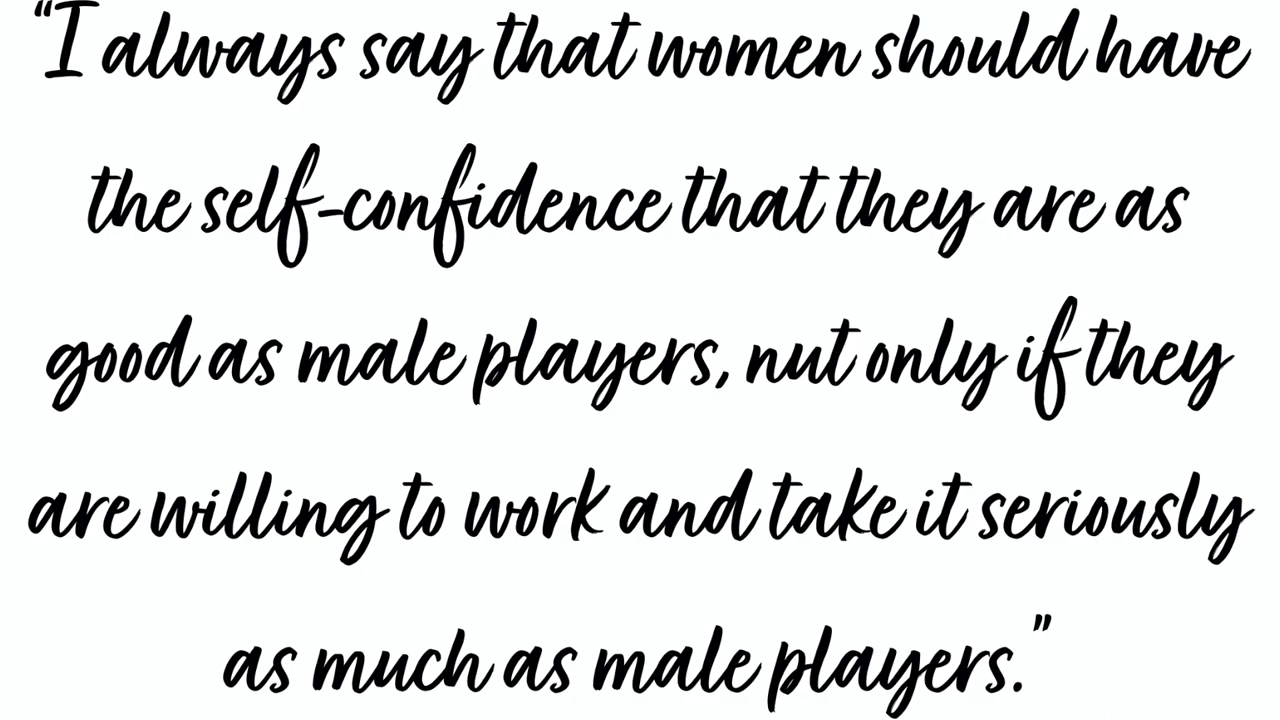 “I always say that women should have
the self-confidence that they are as
good as male players, nut only if they
are willing to work and take it seriously
as much as male players.”